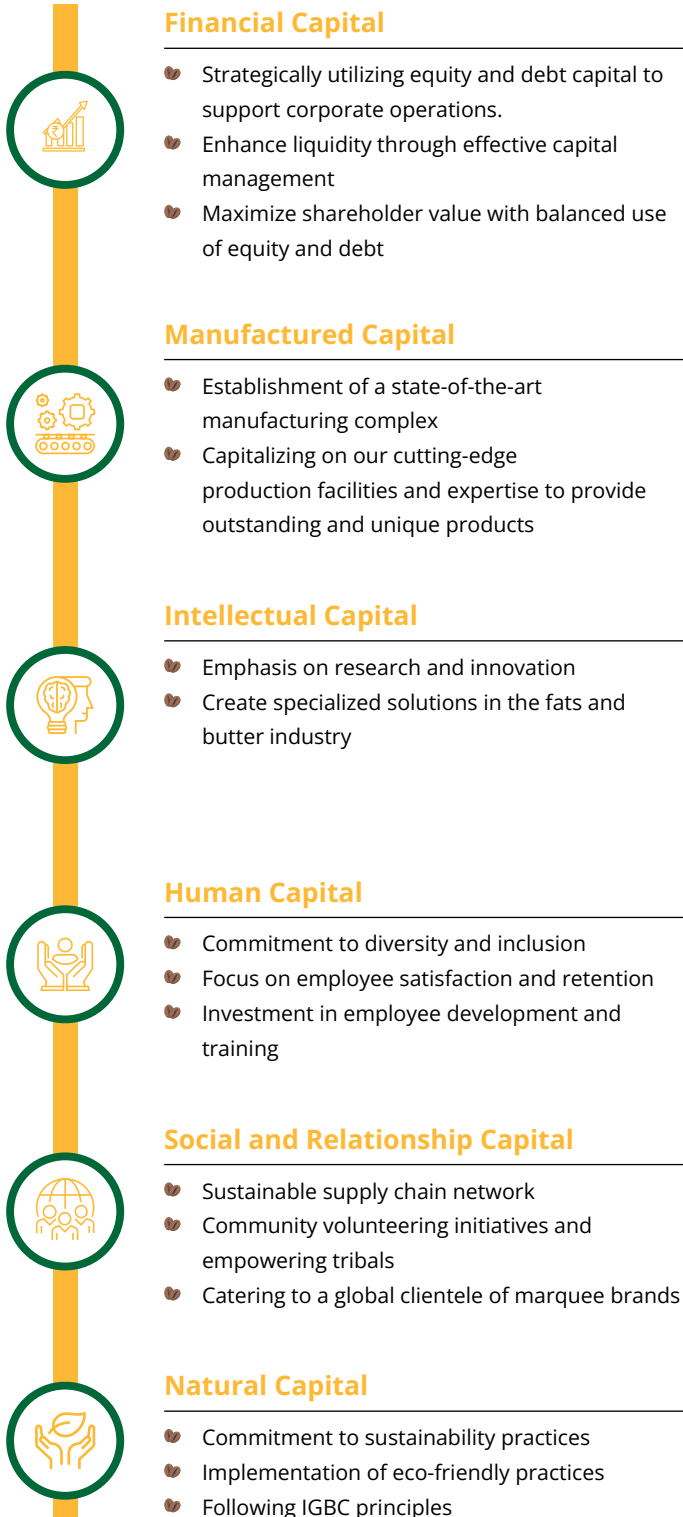 Financial Capital
Strategically utilizing equity and debt capital to
support corporate operations.
Enhance liquidity through effective capital
management
Maximize shareholder value with balanced use
of equity and debt
Manufactured Capital
Establishment of a state-of-the-art
manufacturing complex
Capitalizing on our cutting-edge
production facilities and expertise to provide
outstanding and unique products
Intellectual Capital
Emphasis on research and innovation
Create specialized solutions in the fats and
butter industry
Human Capital
Commitment to diversity and inclusion
Focus on employee satisfaction and retention
Investment in employee development and
training
Social and Relationship Capital
Sustainable supply chain network
Community volunteering initiatives and
empowering tribals
Catering to a global clientele of marquee brands
Natural Capital
Commitment to sustainability practices
Implementation of eco-friendly practices
Following IGBC principles